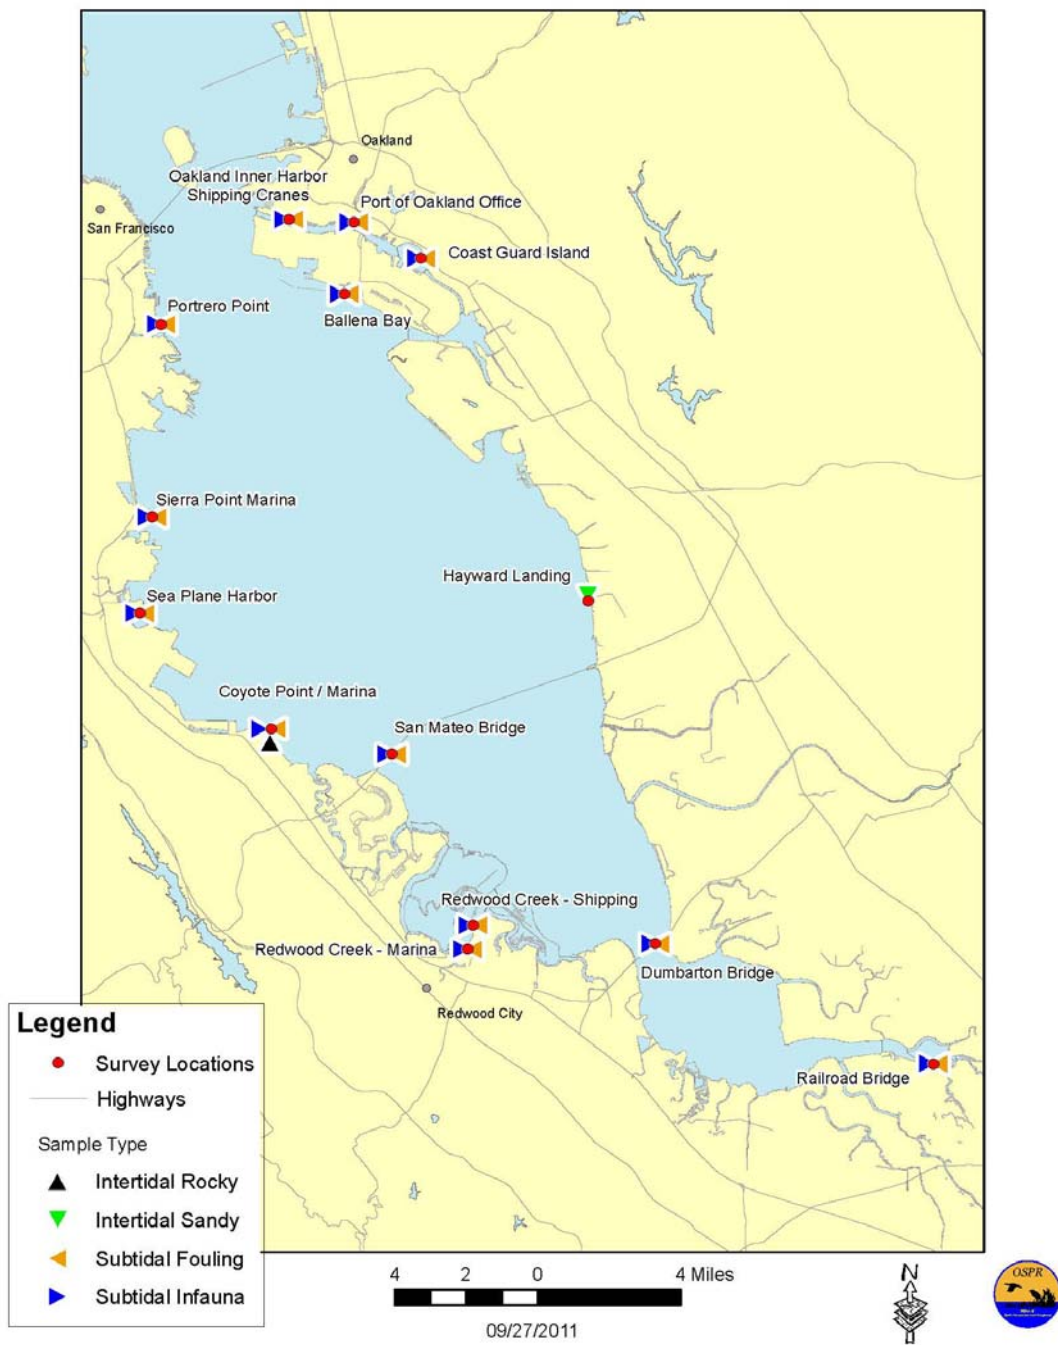 Oakland
Oakland Inner Harbor
Shipping Cranes
Port of Oakland Office
San Francisco
Coast Guard Island
Portrero Point
Ballena Bay
Sierra Point Marina
Hayward Landing
Sea Plane Harbor
Coyote Point / Marina
San Mateo Bridge
Redwood Creek - Shipping
Redwood Creek - Marina
Dumbarton Bridge
Redwood City
Railroad Bridge
Legend
Survey Locations
Highways
Sample Type
Intertidal Rocky
Intertidal Sandy
Subtidal Fouling
Subtidal Infauna
4 2 0 4 Miles
09/27/2011
N
OSPR